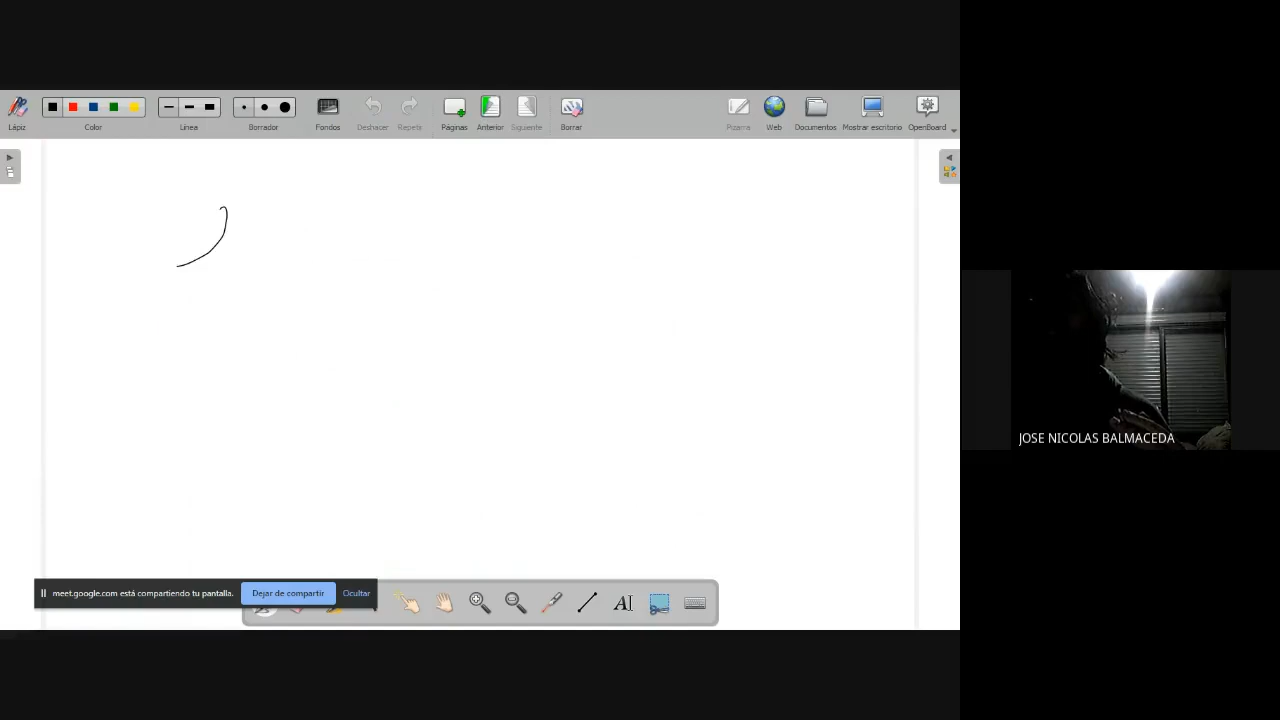 Lápiz Color Línea Borrador Fondos Deshacer Repetir Páginas Anterior Siguiente Borrar Pizarra Web Documentos Mostrar escritorio OpenBoard
JOSE NICOLAS BALMACEDA
meet.google.com está compartiendo tu pantalla. Dejar de compartir Ocultar
A